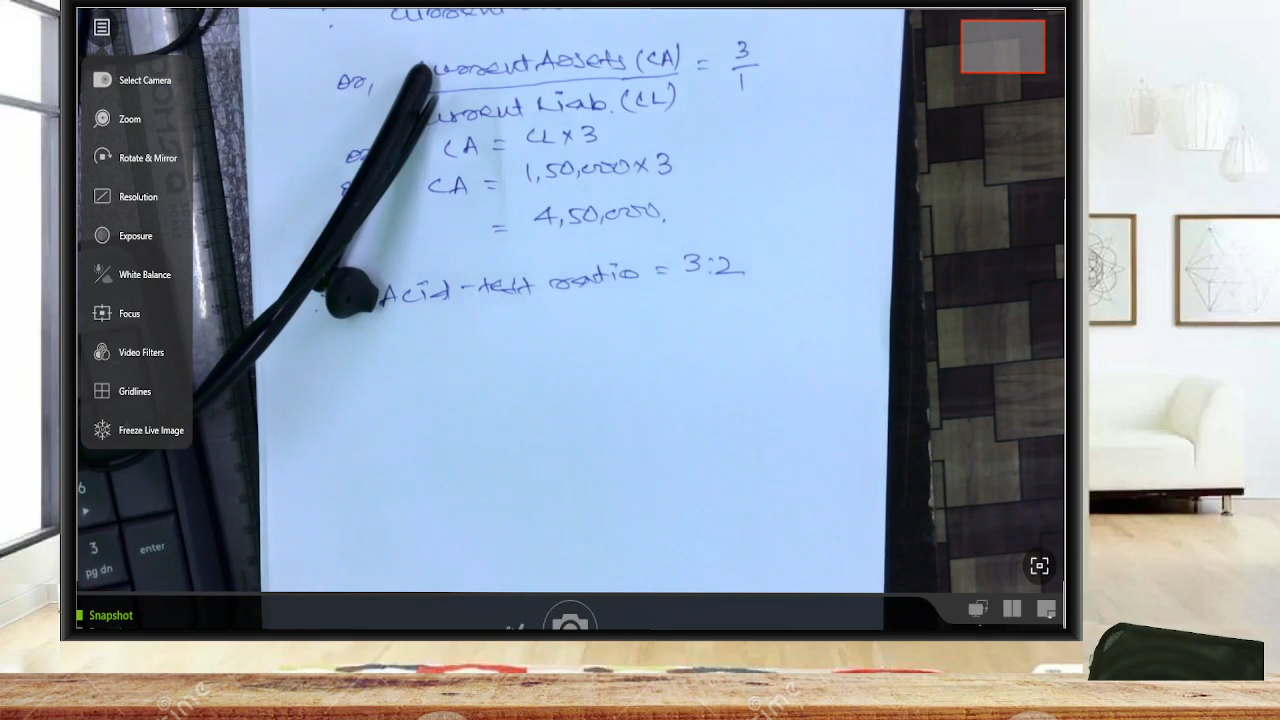 or, Current Assets (CA) / Current Liab. (CL) = 3/1
CA = CL x 3
CA = 1,50,000 x 3
= 4,50,000.
Acid-test ratio = 3:2
Select Camera
Zoom
Rotate & Mirror
Resolution
Exposure
White Balance
Focus
Video Filters
Gridlines
Freeze Live Image
6
3
pg dn
enter
Snapshot